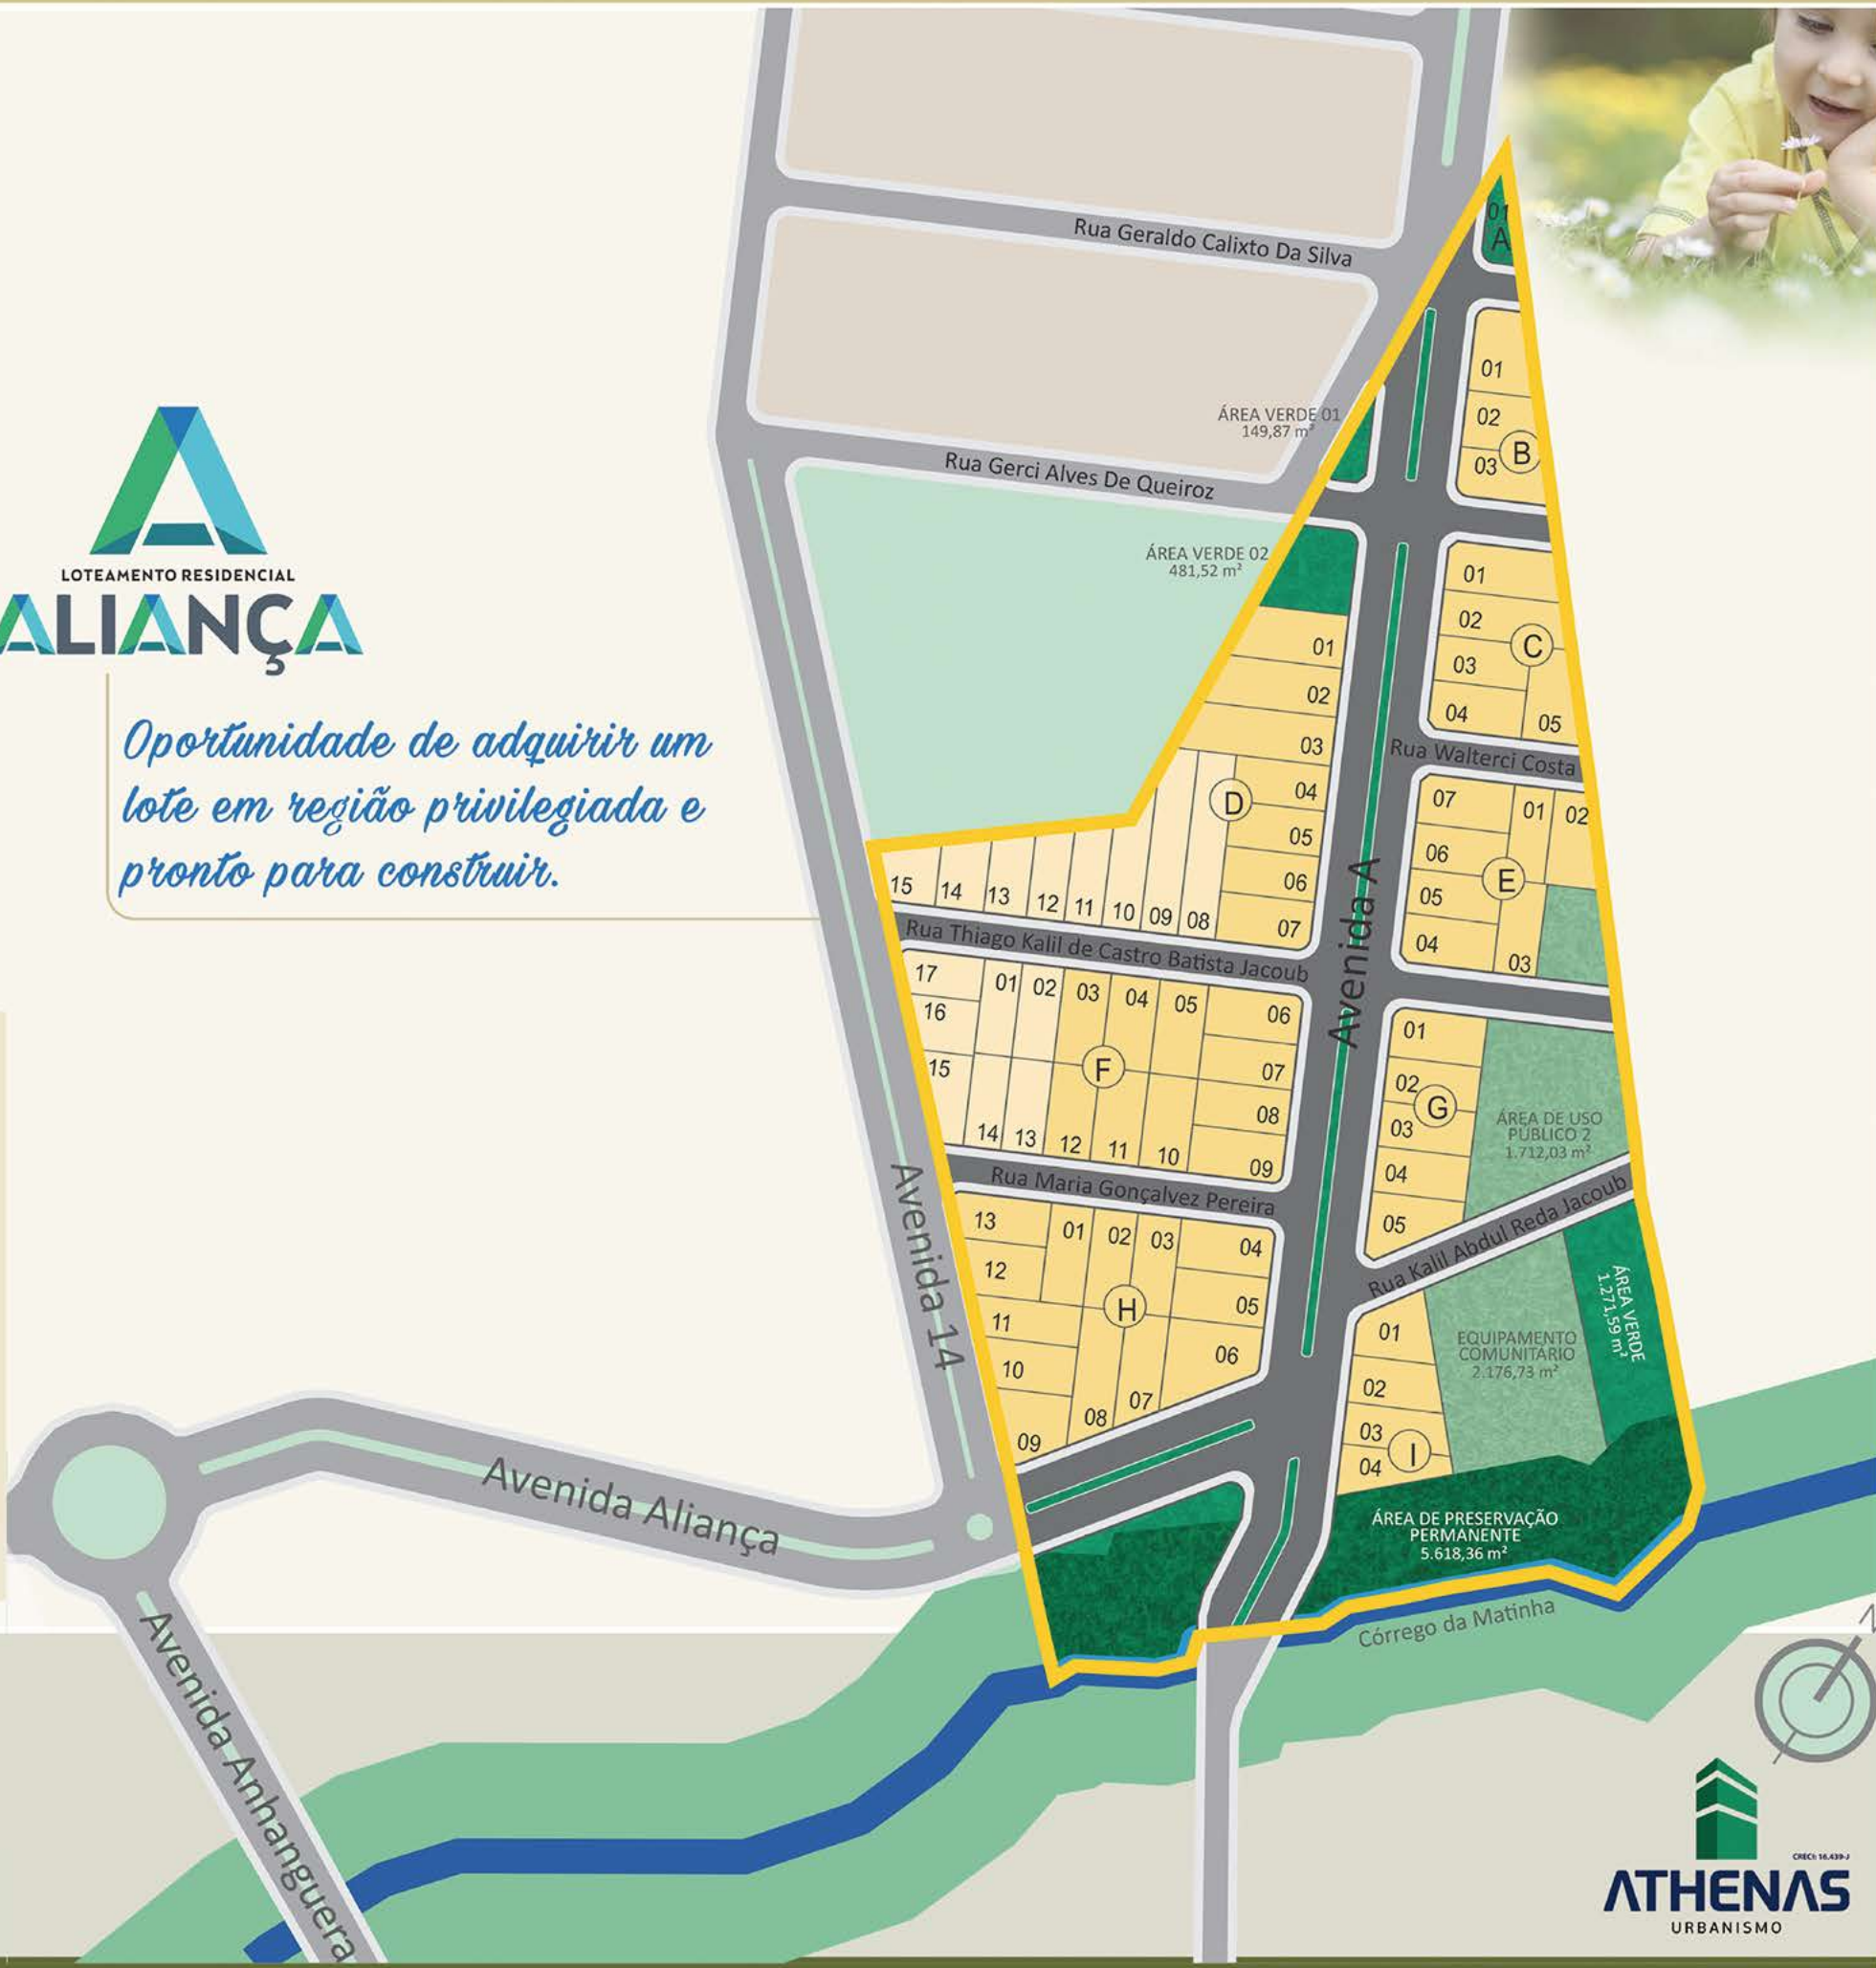 LOTEAMENTO RESIDENCIAL
ALIANÇA
Oportunidade de adquirir um
lote em região privilegiada e
pronto para construir.
Rua Geraldo Calixto Da Silva
01
A
01
02
03
B
ÁREA VERDE 01
149,87 m²
Rua Gerci Alves De Queiroz
ÁREA VERDE 02
481,52 m²
01
02
03
04
05
C
Rua Walterci Costa
01
02
03
04
05
06
07
08
09
10
11
12
13
14
15
D
Avenida A
07
01
02
06
05
04
03
E
Rua Thiago Kalil de Castro Batista Jacoub
17
16
15
01
02
03
04
05
06
07
08
09
14
13
12
11
10
F
01
02
03
04
05
G
ÁREA DE USO
PÚBLICO 2
1.712,03 m²
Rua Maria Gonçalvez Pereira
Rua Kalil Abdul Reda Jacoub
13
12
11
10
09
01
02
03
04
05
06
07
08
H
Avenida 14
01
02
03
04
I
EQUIPAMENTO
COMUNITÁRIO
2.176,73 m²
ÁREA VERDE
1.271,59 m²
ÁREA DE PRESERVAÇÃO
PERMANENTE
5.618,36 m²
Avenida Aliança
Córrego da Matinha
Avenida Anhanguera
CRECI: 16.439-J
ATHENAS
URBANISMO